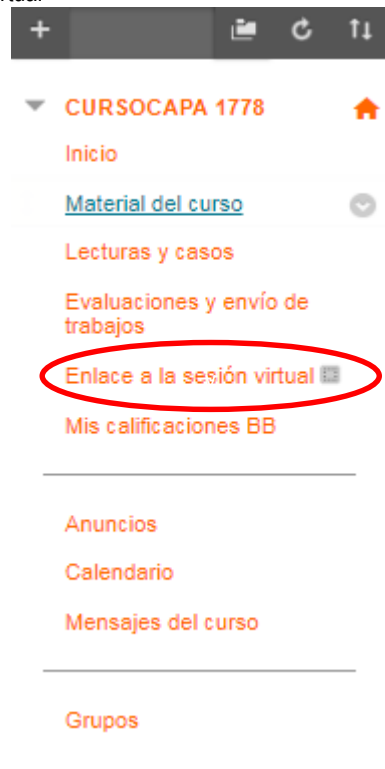 CURSOCAPA 1778
Inicio
Material del curso
Lecturas y casos
Evaluaciones y envío de
trabajos
Enlace a la sesión virtual
Mis calificaciones BB
Anuncios
Calendario
Mensajes del curso
Grupos